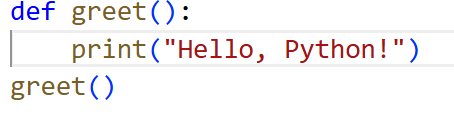 def greet():
    print("Hello, Python!")
greet()